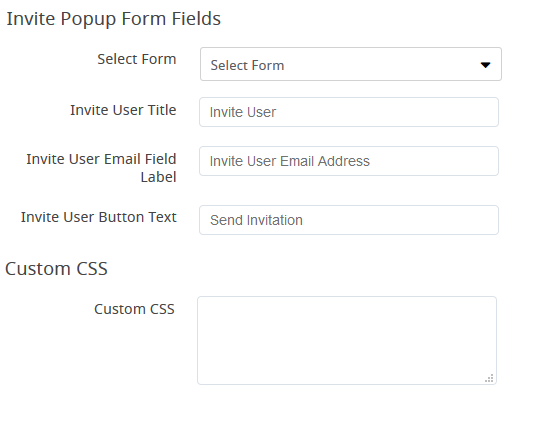 Invite Popup Form Fields
Select Form
Select Form
Invite User Title
Invite User
Invite User Email Field
Label
Invite User Email Address
Invite User Button Text
Send Invitation
Custom CSS
Custom CSS